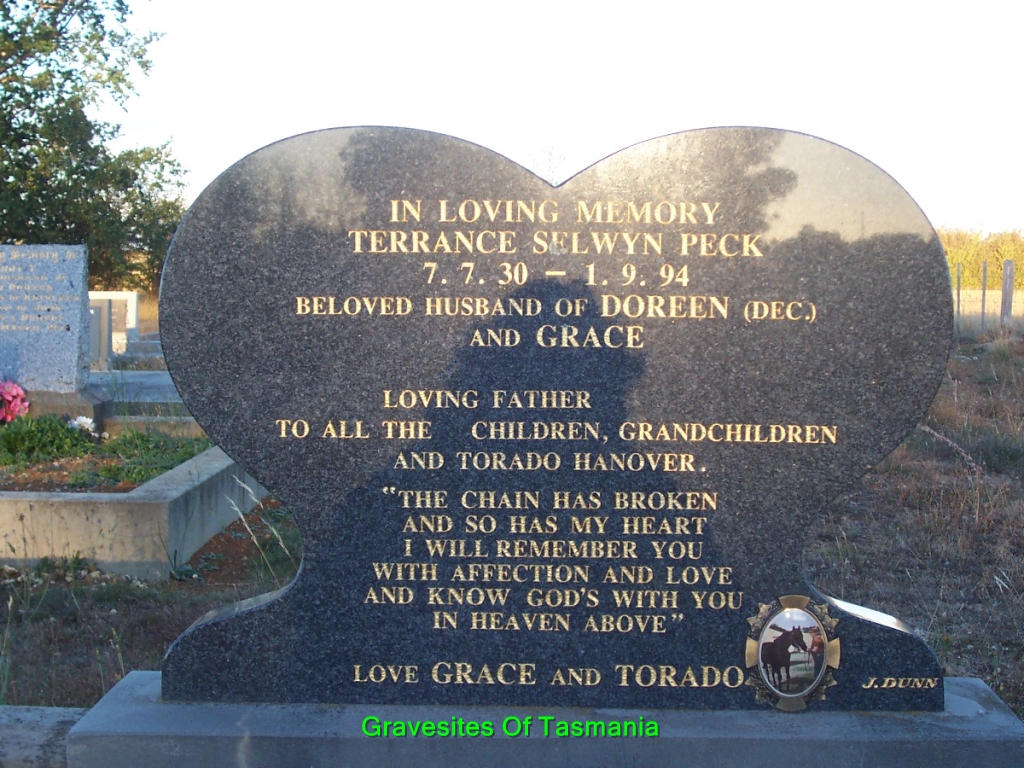 IN LOVING MEMORY
TERRANCE SELWYN PECK
7. 7. 30 – 1. 9. 94
BELOVED HUSBAND OF DOREEN (DEC.)
AND GRACE
LOVING FATHER
TO ALL THE CHILDREN, GRANDCHILDREN
AND TORADO HANOVER.
"THE CHAIN HAS BROKEN
AND SO HAS MY HEART
I WILL REMEMBER YOU
WITH AFFECTION AND LOVE
AND KNOW GOD'S WITH YOU
IN HEAVEN ABOVE"
LOVE GRACE AND TORADO
J. DUNN
Gravesites Of Tasmania